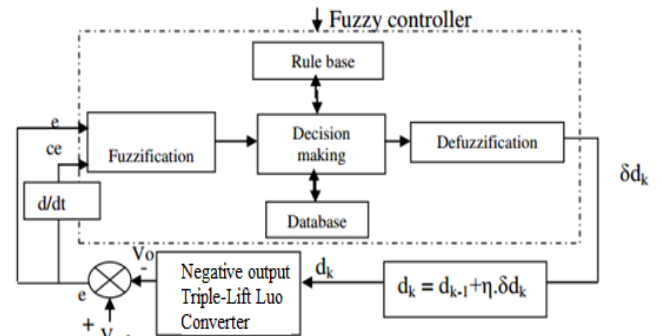 Fuzzy controller
Rule base
e
ce
Fuzzification
Decision
making
Defuzzification
δdₖ
d/dt
Database
Vo
-
e
+
Negative output
Triple-Lift Luo
Converter
dₖ
dₖ = dₖ₋₁+η.δdₖ